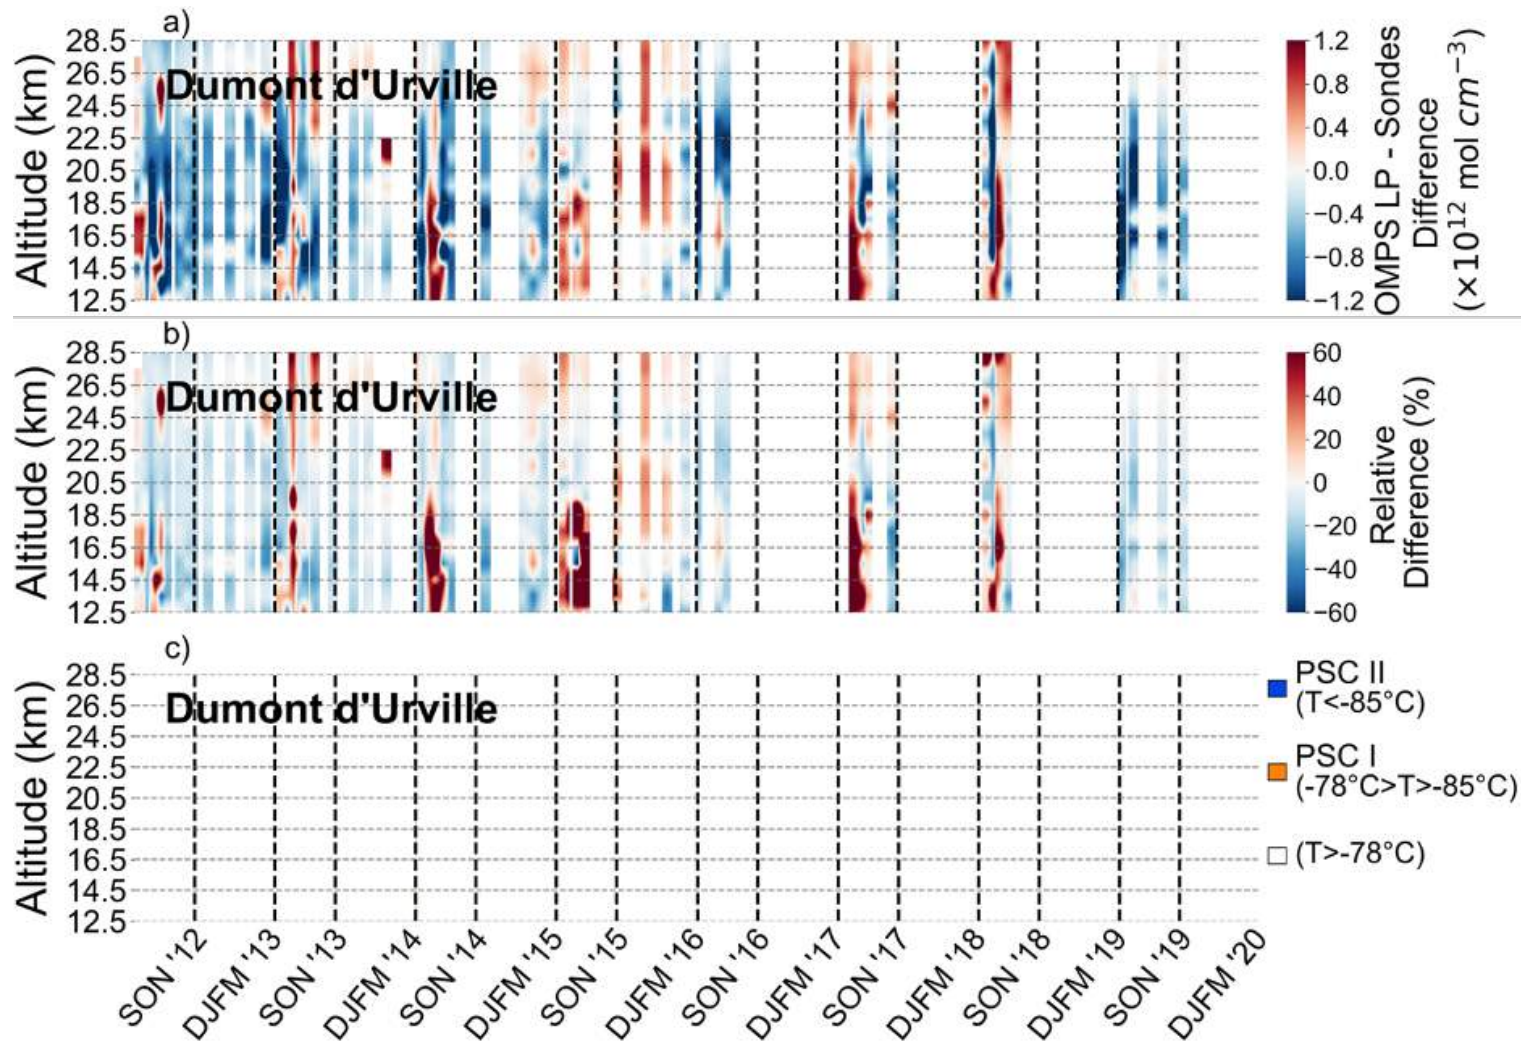 a)
28.5
26.5
24.5
22.5
20.5
18.5
16.5
14.5
12.5
Altitude (km)
Dumont d'Urville
1.2
0.8
0.4
0.0
−0.4
−0.8
−1.2
OMPS LP - Sondes
Difference
(×10¹² mol cm⁻³)
b)
28.5
26.5
24.5
22.5
20.5
18.5
16.5
14.5
12.5
Altitude (km)
Dumont d'Urville
60
40
20
0
−20
−40
−60
Relative
Difference (%)
c)
28.5
26.5
24.5
22.5
20.5
18.5
16.5
14.5
12.5
Altitude (km)
Dumont d'Urville
PSC II
(T<-85°C)
PSC I
(-78°C>T>-85°C)
(T>-78°C)
SON '12
DJFM '13
SON '13
DJFM '14
SON '14
DJFM '15
SON '15
DJFM '16
SON '16
DJFM '17
SON '17
DJFM '18
SON '18
DJFM '19
SON '19
DJFM '20